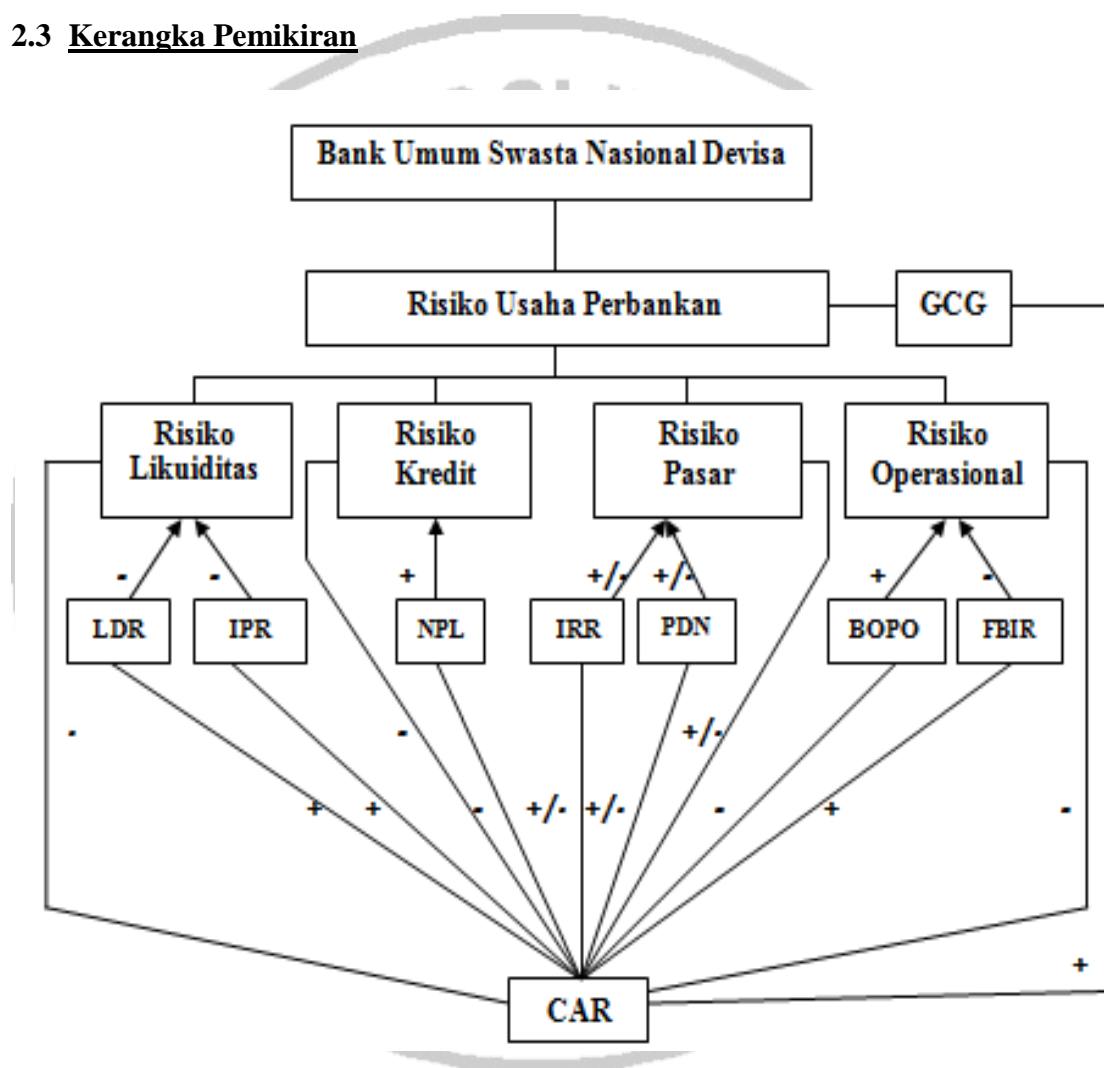 2.3 Kerangka Pemikiran
Bank Umum Swasta Nasional Devisa
Risiko Usaha Perbankan
GCG
Risiko
Likuiditas
Risiko
Kredit
Risiko
Pasar
Risiko
Operasional
- - + +/- +/- + -
LDR
IPR
NPL
IRR
PDN
BOPO
FBIR
- - +/-
+ + - +/- +/- - + -
+
CAR